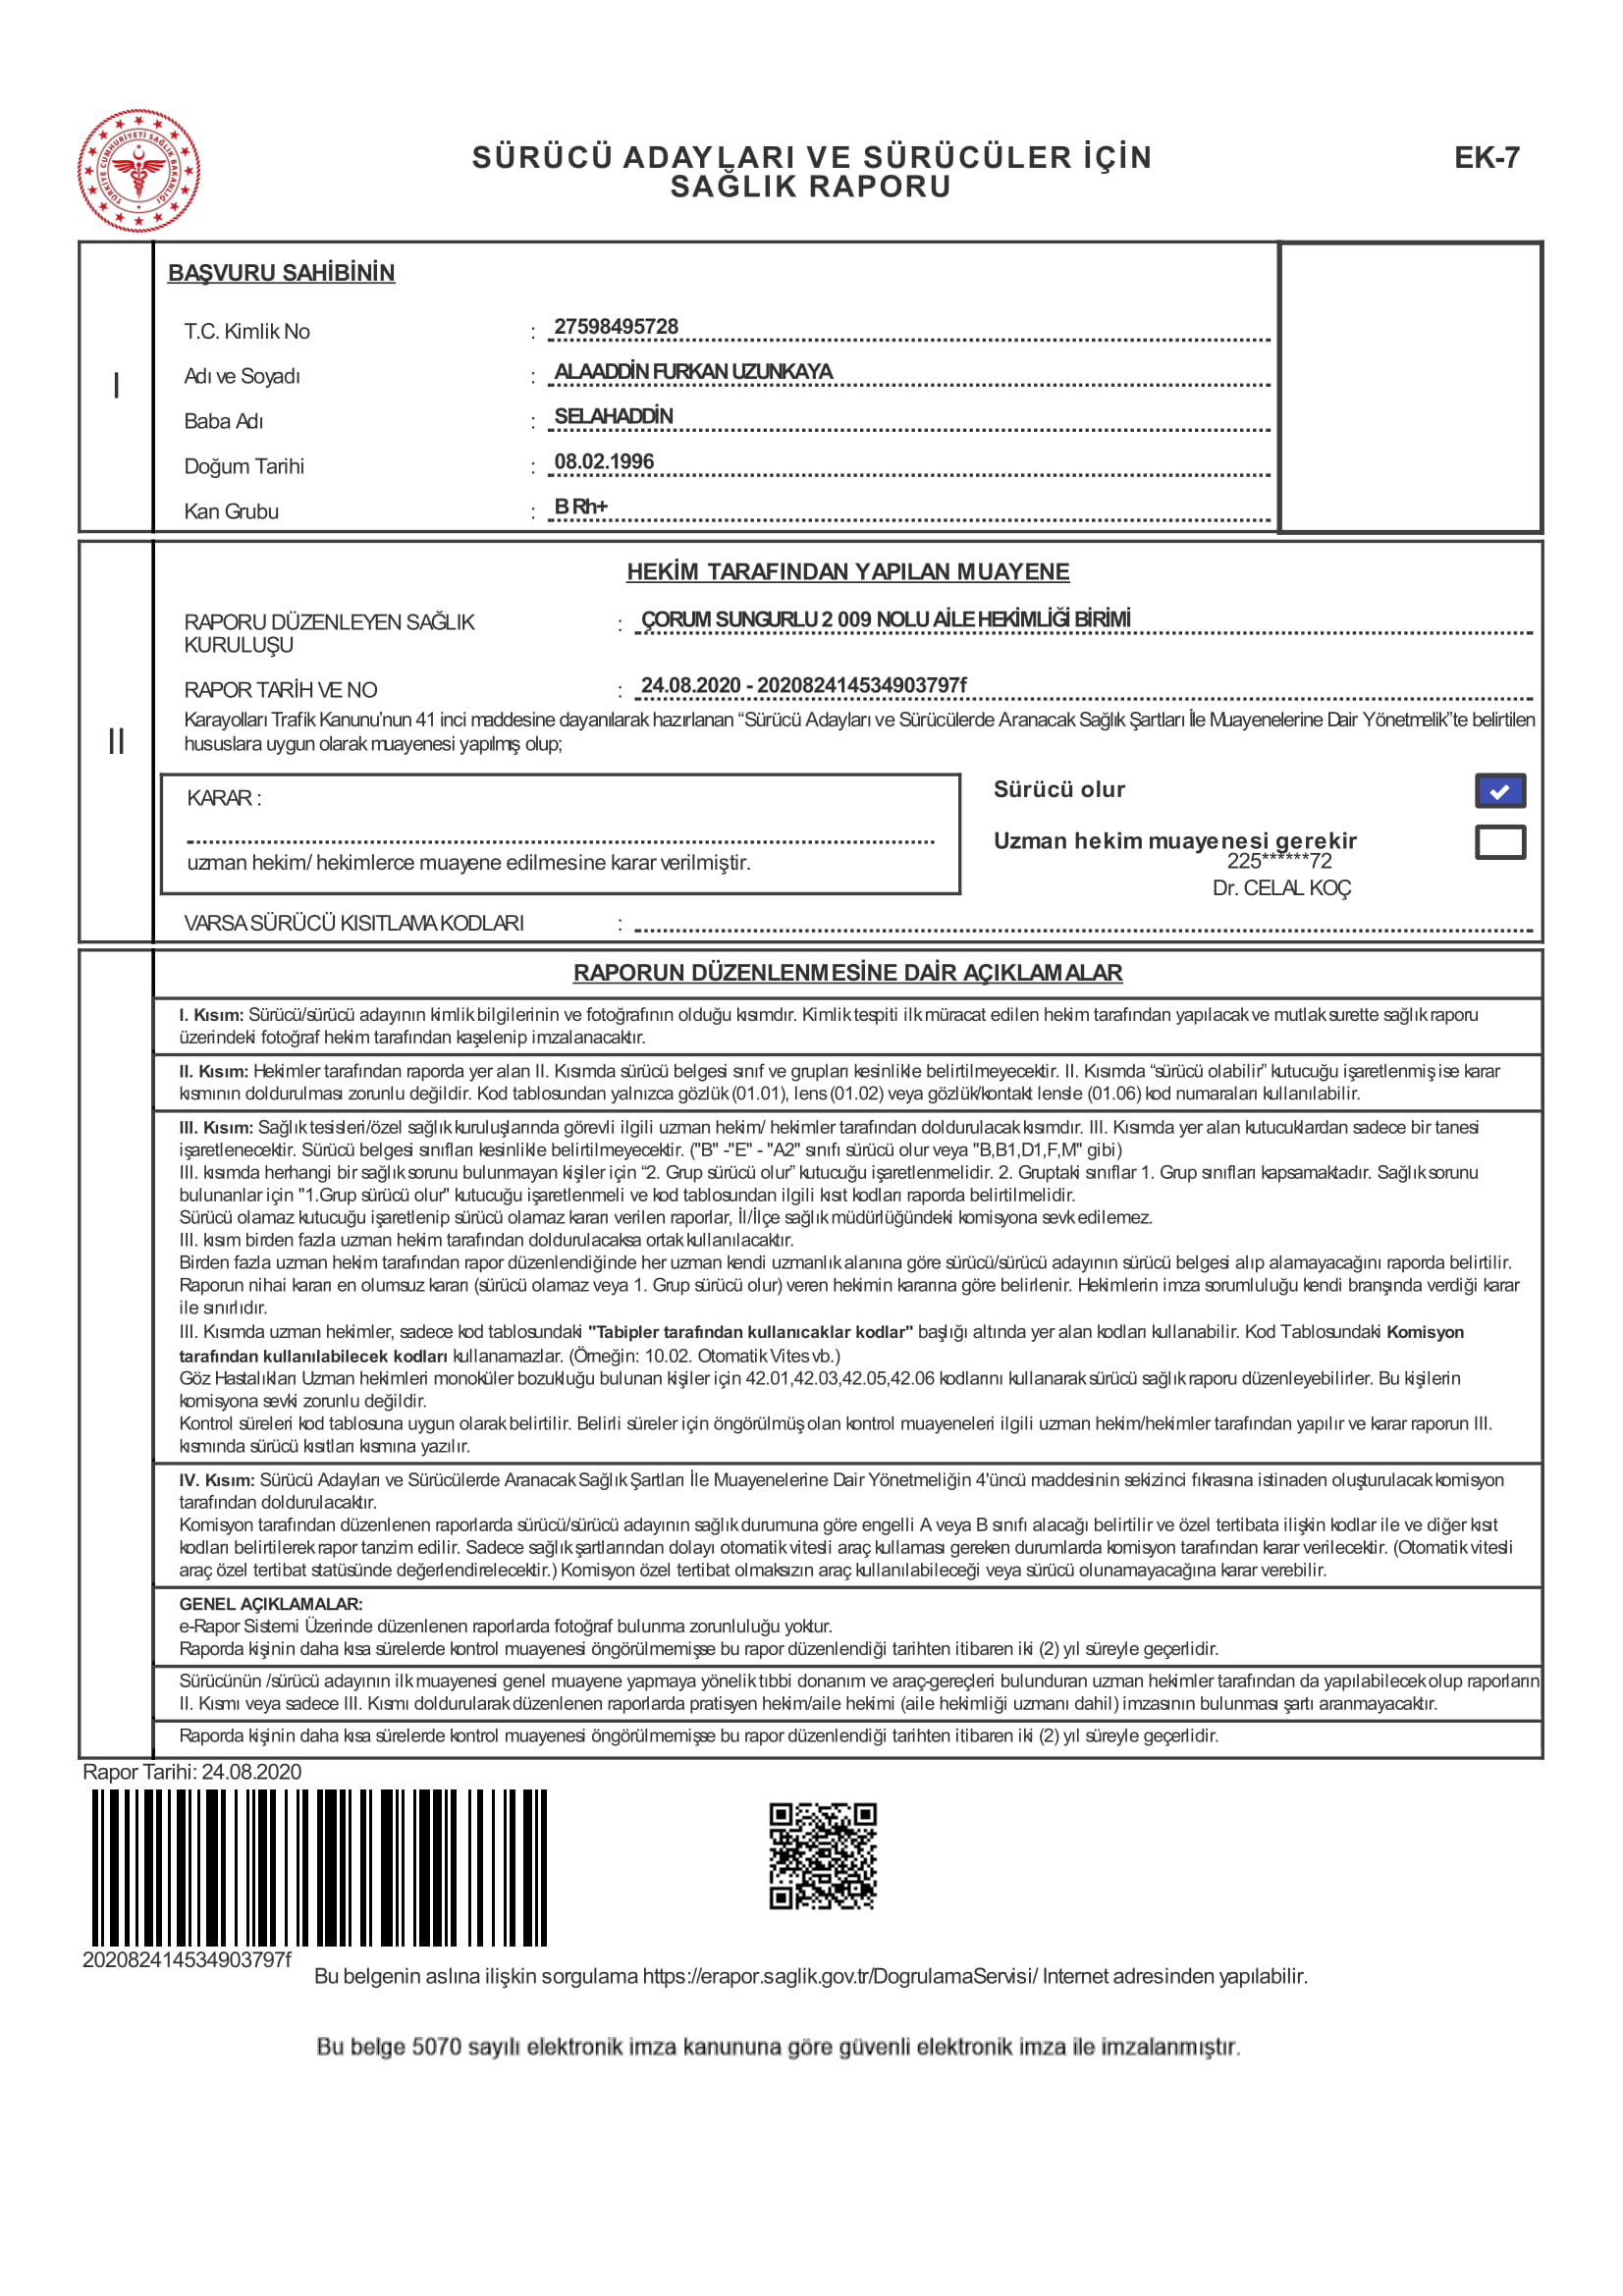 TÜRKİYE CUMHURİYETİ SAĞLIK BAKANLIĞI
SÜRÜCÜ ADAYLARI VE SÜRÜCÜLER İÇİN
SAĞLIK RAPORU
EK-7
I
BAŞVURU SAHİBİNİN
T.C. Kimlik No : 27598495728
Adı ve Soyadı : ALAADDİN FURKAN UZUNKAYA
Baba Adı : SELAHADDİN
Doğum Tarihi : 08.02.1996
Kan Grubu : B Rh+
II
HEKİM TARAFINDAN YAPILAN MUAYENE
RAPORU DÜZENLEYEN SAĞLIK
KURULUŞU : ÇORUM SUNGURLU 2 009 NOLU AİLE HEKİMLİĞİ BİRİMİ
RAPOR TARİH VE NO : 24.08.2020 - 202082414534903797f
Karayolları Trafik Kanunu’nun 41 inci maddesine dayanılarak hazırlanan “Sürücü Adayları ve Sürücülerde Aranacak Sağlık Şartları İle Muayenelerine Dair Yönetmelik”te belirtilen
hususlara uygun olarak muayenesi yapılmış olup;
KARAR :
uzman hekim/ hekimlerce muayene edilmesine karar verilmiştir.
Sürücü olur
Uzman hekim muayenesi gerekir
225******72
Dr. CELAL KOÇ
VARSA SÜRÜCÜ KISITLAMA KODLARI :
RAPORUN DÜZENLENMESİNE DAİR AÇIKLAMALAR
I. Kısım: Sürücü/sürücü adayının kimlik bilgilerinin ve fotoğrafının olduğu kısımdır. Kimlik tespiti ilk müracat edilen hekim tarafından yapılacak ve mutlak surette sağlık raporu
üzerindeki fotoğraf hekim tarafından kaşelenip imzalanacaktır.
II. Kısım: Hekimler tarafından raporda yer alan II. Kısımda sürücü belgesi sınıf ve grupları kesinlikle belirtilmeyecektir. II. Kısımda “sürücü olabilir” kutucuğu işaretlenmiş ise karar
kısmının doldurulması zorunlu değildir. Kod tablosundan yalnızca gözlük (01.01), lens (01.02) veya gözlük/kontakt lensle (01.06) kod numaraları kullanılabilir.
III. Kısım: Sağlık tesisleri/özel sağlık kuruluşlarında görevli ilgili uzman hekim/ hekimler tarafından doldurulacak kısımdır. III. Kısımda yer alan kutucuklardan sadece bir tanesi
işaretlenecektir. Sürücü belgesi sınıfları kesinlikle belirtilmeyecektir. ("B" -"E" - "A2" sınıfı sürücü olur veya "B,B1,D1,F,M" gibi)
III. kısımda herhangi bir sağlık sorunu bulunmayan kişiler için “2. Grup sürücü olur” kutucuğu işaretlenmelidir. 2. Gruptaki sınıflar 1. Grup sınıfları kapsamaktadır. Sağlık sorunu
bulunanlar için "1.Grup sürücü olur" kutucuğu işaretlenmeli ve kod tablosundan ilgili kısıt kodları raporda belirtilmelidir.
Sürücü olamaz kutucuğu işaretlenip sürücü olamaz kararı verilen raporlar, İl/İlçe sağlık müdürlüğündeki komisyona sevk edilemez.
III. kısım birden fazla uzman hekim tarafından doldurulacaksa ortak kullanılacaktır.
Birden fazla uzman hekim tarafından rapor düzenlendiğinde her uzman kendi uzmanlık alanına göre sürücü/sürücü adayının sürücü belgesi alıp alamayacağını raporda belirtilir.
Raporun nihai kararı en olumsuz kararı (sürücü olamaz veya 1. Grup sürücü olur) veren hekimin kararına göre belirlenir. Hekimlerin imza sorumluluğu kendi branşında verdiği karar
ile sınırlıdır.
III. Kısımda uzman hekimler, sadece kod tablosundaki "Tabipler tarafından kullanıcaklar kodlar" başlığı altında yer alan kodları kullanabilir. Kod Tablosundaki Komisyon
tarafından kullanılabilecek kodları kullanamazlar. (Örneğin: 10.02. Otomatik Vites vb.)
Göz Hastalıkları Uzman hekimleri monoküler bozukluğu bulunan kişiler için 42.01,42.03,42.05,42.06 kodlarını kullanarak sürücü sağlık raporu düzenleyebilirler. Bu kişilerin
komisyona sevki zorunlu değildir.
Kontrol süreleri kod tablosuna uygun olarak belirtilir. Belirli süreler için öngörülmüş olan kontrol muayeneleri ilgili uzman hekim/hekimler tarafından yapılır ve karar raporun III.
kısmında sürücü kısıtları kısmına yazılır.
IV. Kısım: Sürücü Adayları ve Sürücülerde Aranacak Sağlık Şartları İle Muayenelerine Dair Yönetmeliğin 4'üncü maddesinin sekizinci fıkrasına istinaden oluşturulacak komisyon
tarafından doldurulacaktır.
Komisyon tarafından düzenlenen raporlarda sürücü/sürücü adayının sağlık durumuna göre engelli A veya B sınıfı alacağı belirtilir ve özel tertibata ilişkin kodlar ile ve diğer kısıt
kodları belirtilerek rapor tanzim edilir. Sadece sağlık şartlarından dolayı otomatik vitesli araç kullaması gereken durumlarda komisyon tarafından karar verilecektir. (Otomatik vitesli
araç özel tertibat statüsünde değerlendirelecektir.) Komisyon özel tertibat olmaksızın araç kullanılabileceği veya sürücü olunamayacağına karar verebilir.
GENEL AÇIKLAMALAR:
e-Rapor Sistemi Üzerinde düzenlenen raporlarda fotoğraf bulunma zorunluluğu yoktur.
Raporda kişinin daha kısa sürelerde kontrol muayenesi öngörülmemişse bu rapor düzenlendiği tarihten itibaren iki (2) yıl süreyle geçerlidir.
Sürücünün /sürücü adayının ilk muayenesi genel muayene yapmaya yönelik tıbbi donanım ve araç-gereçleri bulunduran uzman hekimler tarafından da yapılabilecek olup raporların
II. Kısmı veya sadece III. Kısmı doldurularak düzenlenen raporlarda pratisyen hekim/aile hekimi (aile hekimliği uzmanı dahil) imzasının bulunması şartı aranmayacaktır.
Raporda kişinin daha kısa sürelerde kontrol muayenesi öngörülmemişse bu rapor düzenlendiği tarihten itibaren iki (2) yıl süreyle geçerlidir.
Rapor Tarihi: 24.08.2020
202082414534903797f
Bu belgenin aslına ilişkin sorgulama https://erapor.saglik.gov.tr/DogrulamaServisi/ Internet adresinden yapılabilir.
Bu belge 5070 sayılı elektronik imza kanununa göre güvenli elektronik imza ile imzalanmıştır.